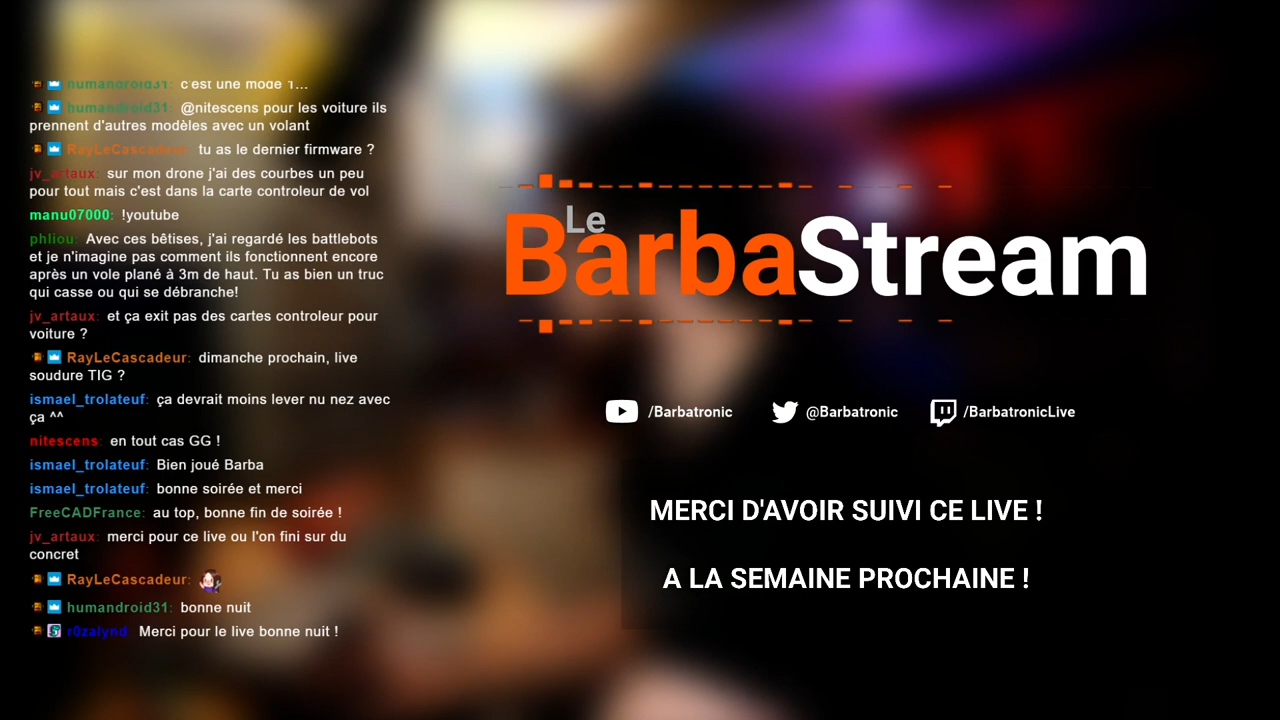 humandroid31: c'est une mode 1...
humandroid31: @nitescens pour les voiture ils
prennent d'autres modèles avec un volant
RayLeCascadeur: tu as le dernier firmware ?
jv_artaux: sur mon drone j'ai des courbes un peu
pour tout mais c'est dans la carte controleur de vol
manu07000: !youtube
phliou: Avec ces bêtises, j'ai regardé les battlebots
et je n'imagine pas comment ils fonctionnent encore
après un vole plané à 3m de haut. Tu as bien un truc
qui casse ou qui se débranche!
jv_artaux: et ça exit pas des cartes controleur pour
voiture ?
RayLeCascadeur: dimanche prochain, live
soudure TIG ?
ismael_trolateuf: ça devrait moins lever nu nez avec
ça ^^
nitescens: en tout cas GG !
ismael_trolateuf: Bien joué Barba
ismael_trolateuf: bonne soirée et merci
FreeCADFrance: au top, bonne fin de soirée !
jv_artaux: merci pour ce live ou l'on fini sur du
concret
RayLeCascadeur:
humandroid31: bonne nuit
r0zalynd: Merci pour le live bonne nuit !
Le
BarbaStream
/Barbatronic @Barbatronic /BarbatronicLive
MERCI D'AVOIR SUIVI CE LIVE !
A LA SEMAINE PROCHAINE !